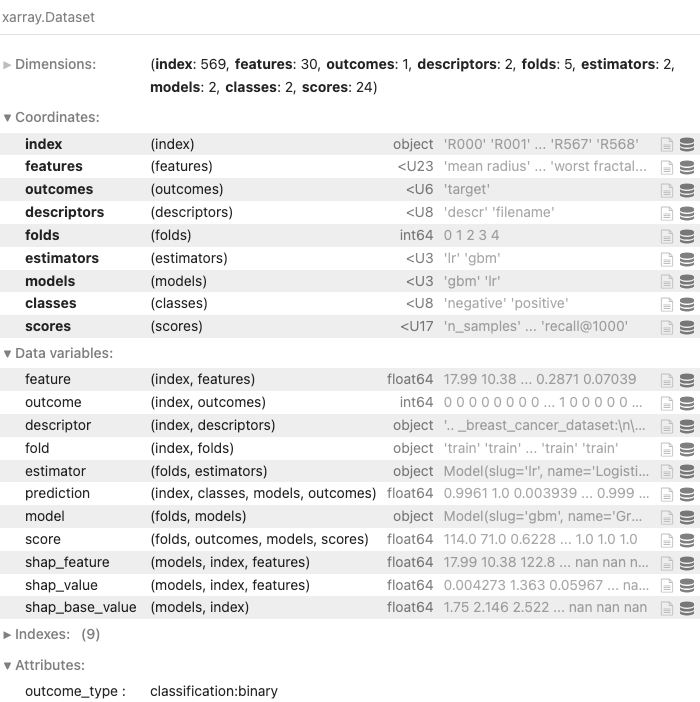 xarray.Dataset
► Dimensions: (index: 569, features: 30, outcomes: 1, descriptors: 2, folds: 5, estimators: 2,
models: 2, classes: 2, scores: 24)
▼ Coordinates:
index (index) object 'R000' 'R001' ... 'R567' 'R568'
features (features) <U23 'mean radius' ... 'worst fractal...
outcomes (outcomes) <U6 'target'
descriptors (descriptors) <U8 'descr' 'filename'
folds (folds) int64 0 1 2 3 4
estimators (estimators) <U3 'lr' 'gbm'
models (models) <U3 'gbm' 'lr'
classes (classes) <U8 'negative' 'positive'
scores (scores) <U17 'n_samples' ... 'recall@1000'
▼ Data variables:
feature (index, features) float64 17.99 10.38 ... 0.2871 0.07039
outcome (index, outcomes) int64 0 0 0 0 0 0 0 0 ... 1 0 0 0 0 0 ...
descriptor (index, descriptors) object '.. _breast_cancer_dataset:\n\...
fold (index, folds) object 'train' 'train' ... 'train' 'train'
estimator (folds, estimators) object Model(slug='lr', name='Logisti...
prediction (index, classes, models, outcomes) float64 0.9961 1.0 0.003939 ... 0.999 ...
model (folds, models) object Model(slug='gbm', name='Gr...
score (folds, outcomes, models, scores) float64 114.0 71.0 0.6228 ... 1.0 1.0 1.0
shap_feature (models, index, features) float64 17.99 10.38 122.8 ... nan nan n...
shap_value (models, index, features) float64 0.004273 1.363 0.05967 ... na...
shap_base_value (models, index) float64 1.75 2.146 2.522 ... nan nan nan
► Indexes: (9)
▼ Attributes:
outcome_type : classification:binary